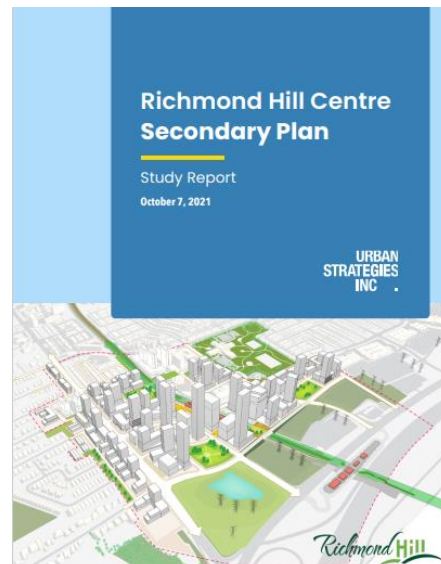 Richmond Hill Centre
Secondary Plan
Study Report
October 7, 2021
URBAN
STRATEGIES
INC .
Richmond Hill